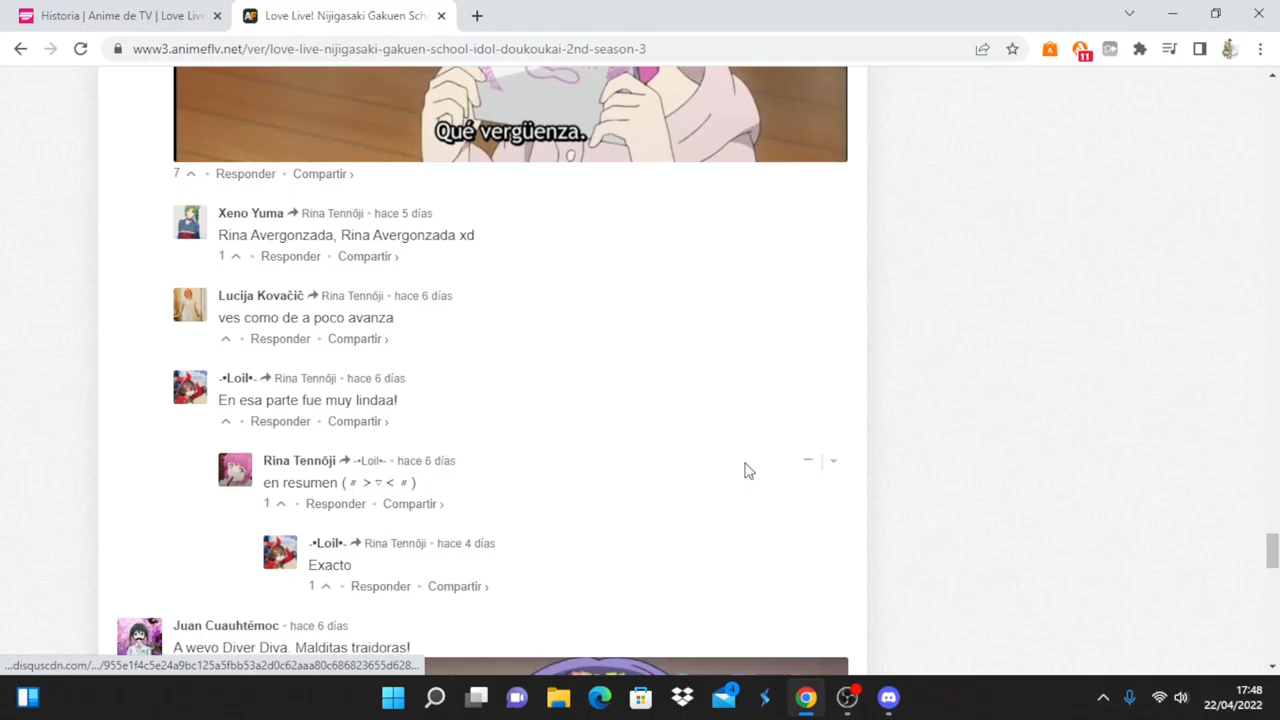 Historia | Anime de TV | Love Live
Love Live! Nijigasaki Gakuen Sch
www3.animeflv.net/ver/love-live-nijigasaki-gakuen-school-idol-doukoukai-2nd-season-3
11
Qué vergüenza.
7 • Responder • Compartir ›
Xeno Yuma Rina Tennōji • hace 5 días
Rina Avergonzada, Rina Avergonzada xd
1 • Responder • Compartir ›
Lucija Kovačič Rina Tennōji • hace 6 días
ves como de a poco avanza
• Responder • Compartir ›
-•Loil•- Rina Tennōji • hace 6 días
En esa parte fue muy lindaa!
• Responder • Compartir ›
Rina Tennōji -•Loil•- • hace 6 días
en resumen (〃＞▽＜〃)
1 • Responder • Compartir ›
-•Loil•- Rina Tennōji • hace 4 días
Exacto
1 • Responder • Compartir ›
Juan Cuauhtémoc • hace 6 días
A wevo Diver Diva. Malditas traidoras!
...disquscdn.com/.../955e1f4c5e24a9bc125a5fbb53a2d0c62aaa80c686823655d628...
4
17:48
22/04/2022